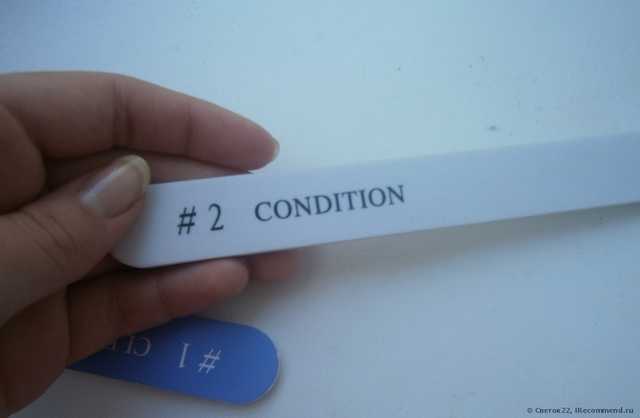 # 2 CONDITION
# 1
© Светок22, IRecommend.ru